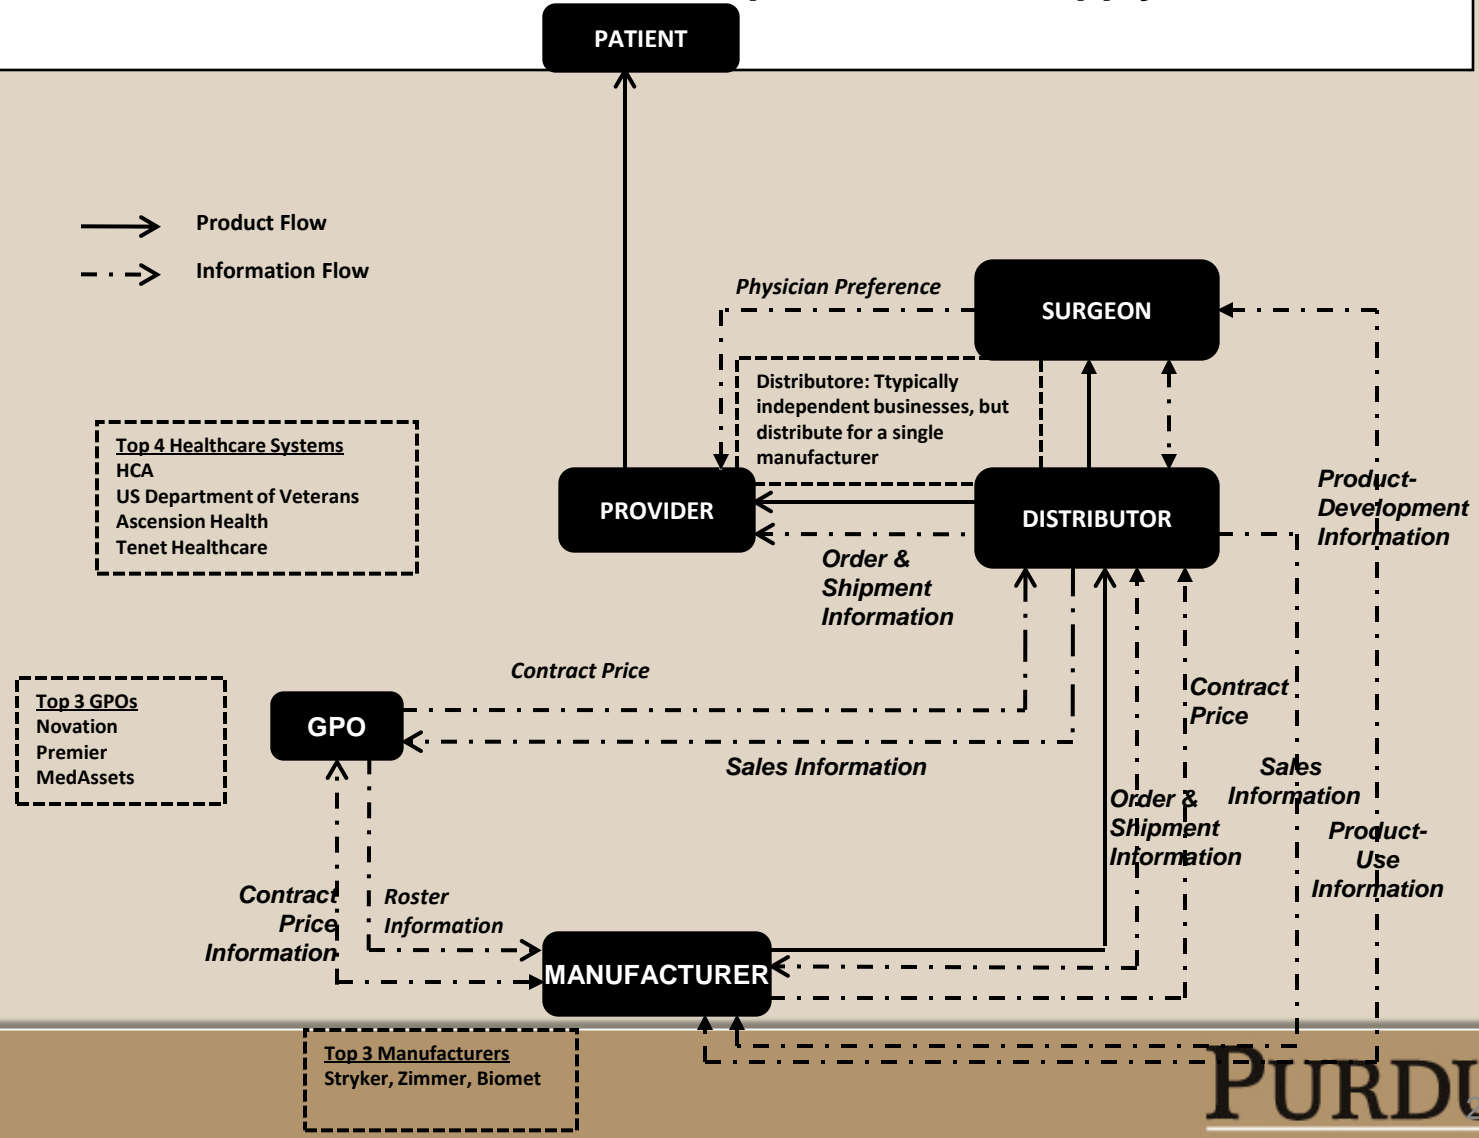 PATIENT
Product Flow
Information Flow
Physician Preference
SURGEON
Distributore: Ttypically
independent businesses, but
distribute for a single
manufacturer
Top 4 Healthcare Systems
HCA
US Department of Veterans
Ascension Health
Tenet Healthcare
PROVIDER
DISTRIBUTOR
Product-
Development
Information
Order &
Shipment
Information
Contract Price
Top 3 GPOs
Novation
Premier
MedAssets
GPO
Sales Information
Contract
Price
Sales
Information
Order &
Shipment
Information
Product-
Use
Information
Contract
Price
Information
Roster
Information
MANUFACTURER
Top 3 Manufacturers
Stryker, Zimmer, Biomet
PURDU
2